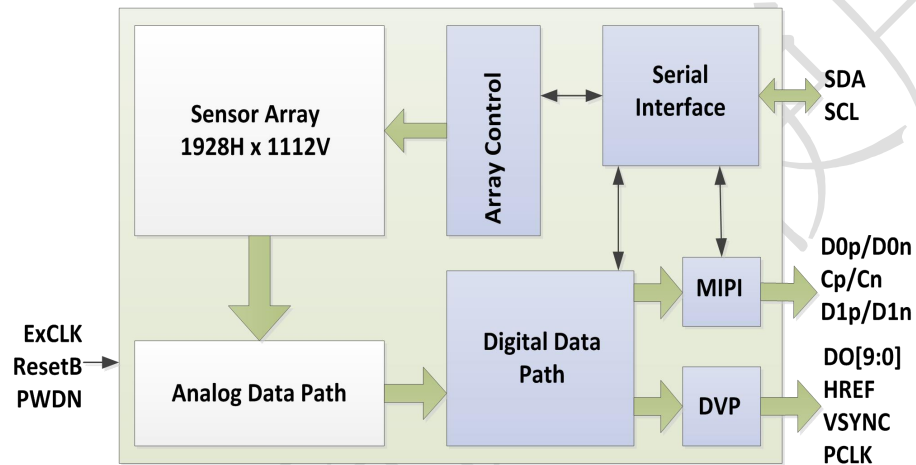 Sensor Array
1928H x 1112V
Array Control
Serial
Interface
SDA
SCL
D0p/D0n
Cp/Cn
D1p/D1n
MIPI
ExCLK
ResetB
PWDN
Analog Data Path
Digital Data
Path
DVP
DO[9:0]
HREF
VSYNC
PCLK